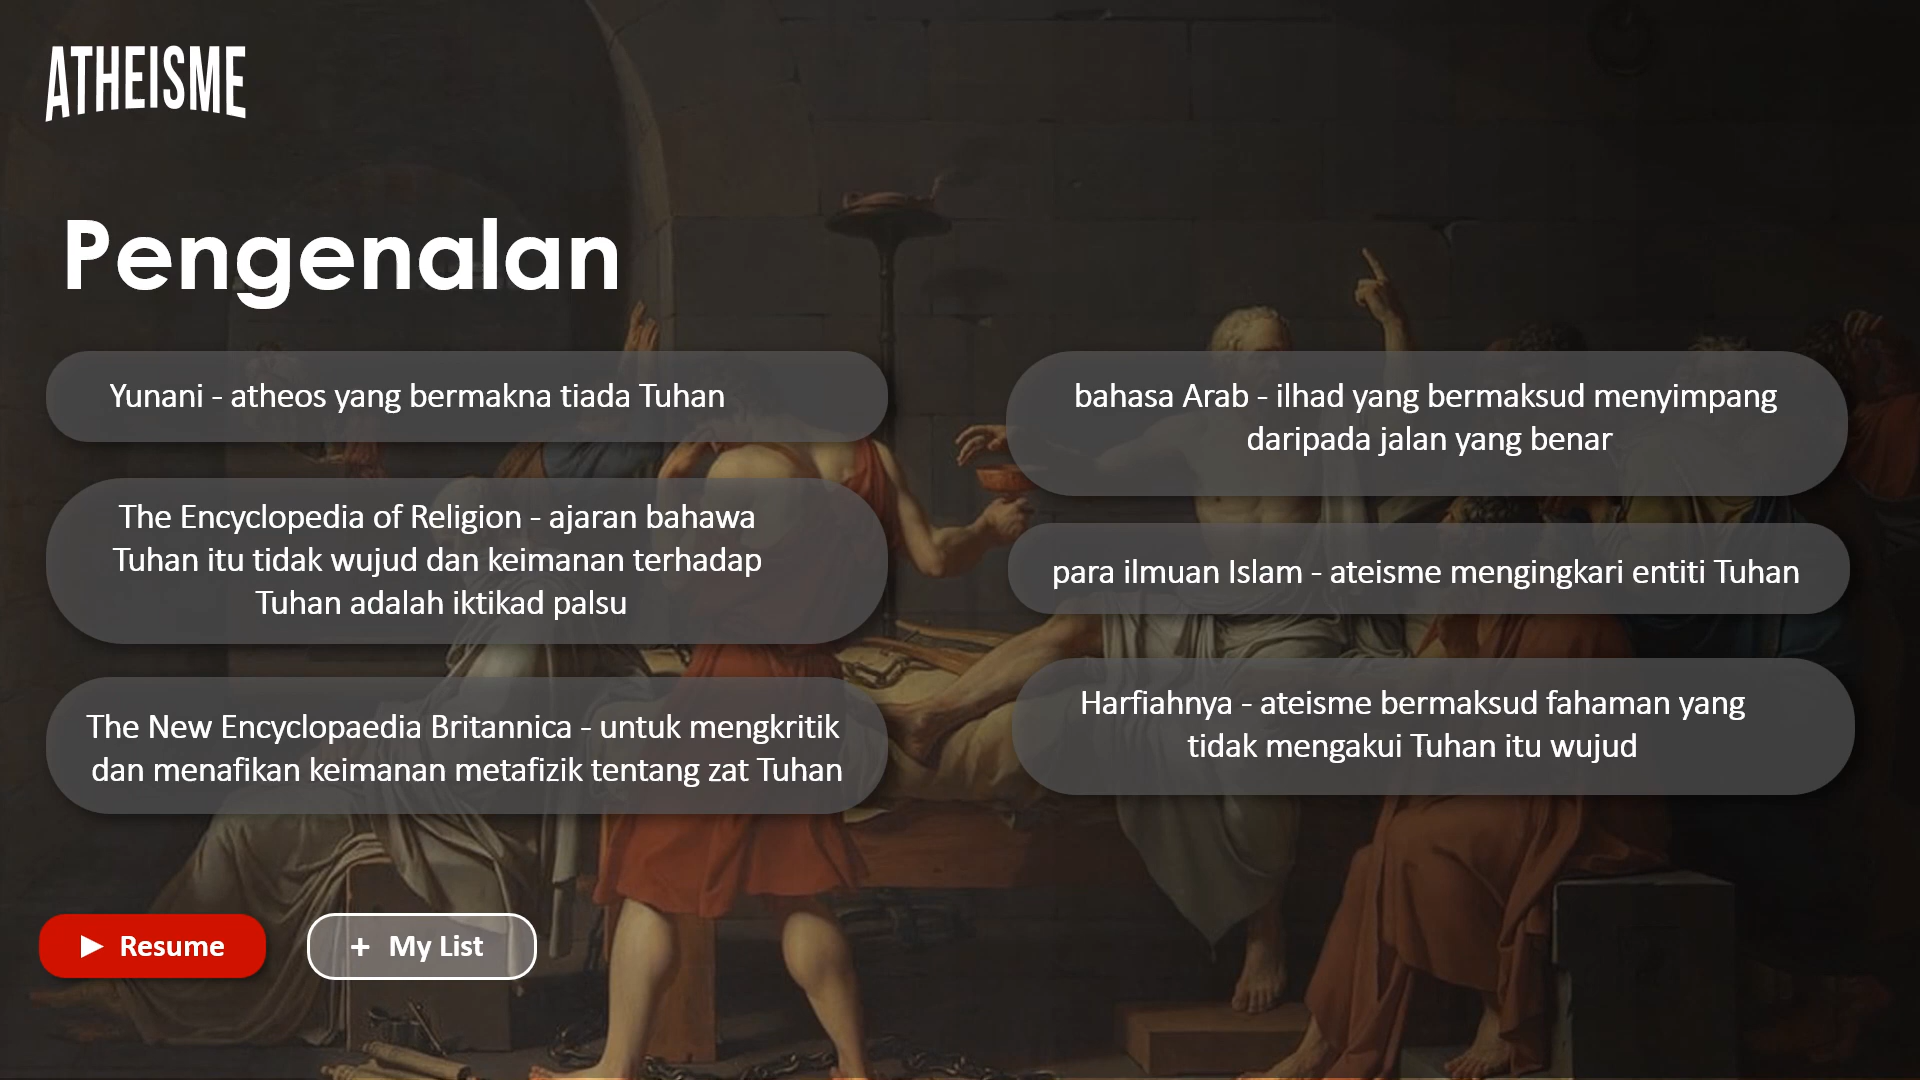 ATHEISME
Pengenalan
Yunani - atheos yang bermakna tiada Tuhan
The Encyclopedia of Religion - ajaran bahawa
Tuhan itu tidak wujud dan keimanan terhadap
Tuhan adalah iktikad palsu
The New Encyclopaedia Britannica - untuk mengkritik
dan menafikan keimanan metafizik tentang zat Tuhan
bahasa Arab - ilhad yang bermaksud menyimpang
daripada jalan yang benar
para ilmuan Islam - ateisme mengingkari entiti Tuhan
Harfiahnya - ateisme bermaksud fahaman yang
tidak mengakui Tuhan itu wujud
Resume
+ My List